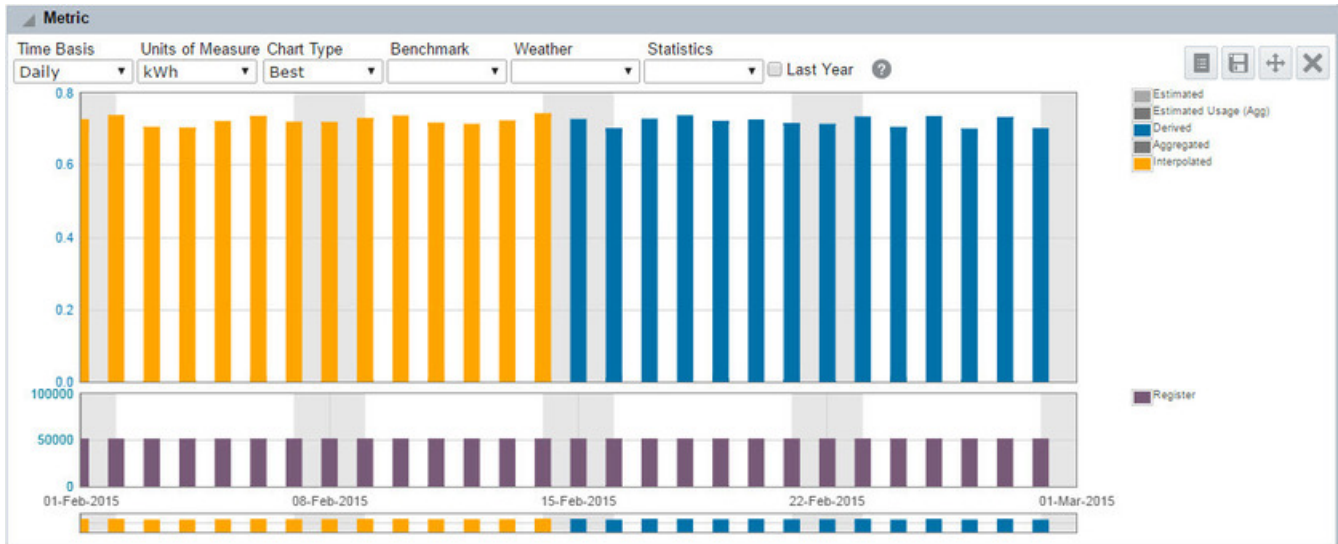 Metric
Time Basis Units of Measure Chart Type Benchmark Weather Statistics
Daily kWh Best Last Year ?
0.8
0.6
0.4
0.2
0.0
Estimated
Estimated Usage (Agg)
Derived
Aggregated
Interpolated
100000
50000
0
Register
01-Feb-2015 08-Feb-2015 15-Feb-2015 22-Feb-2015 01-Mar-2015